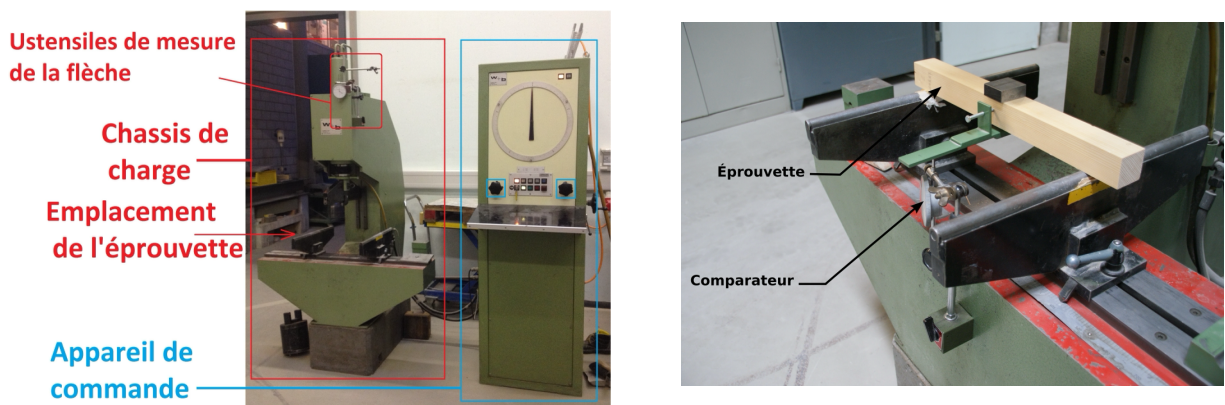 Ustensiles de mesure
de la flèche
Chassis de
charge
Emplacement
de l'éprouvette
Appareil de
commande
Éprouvette
Comparateur